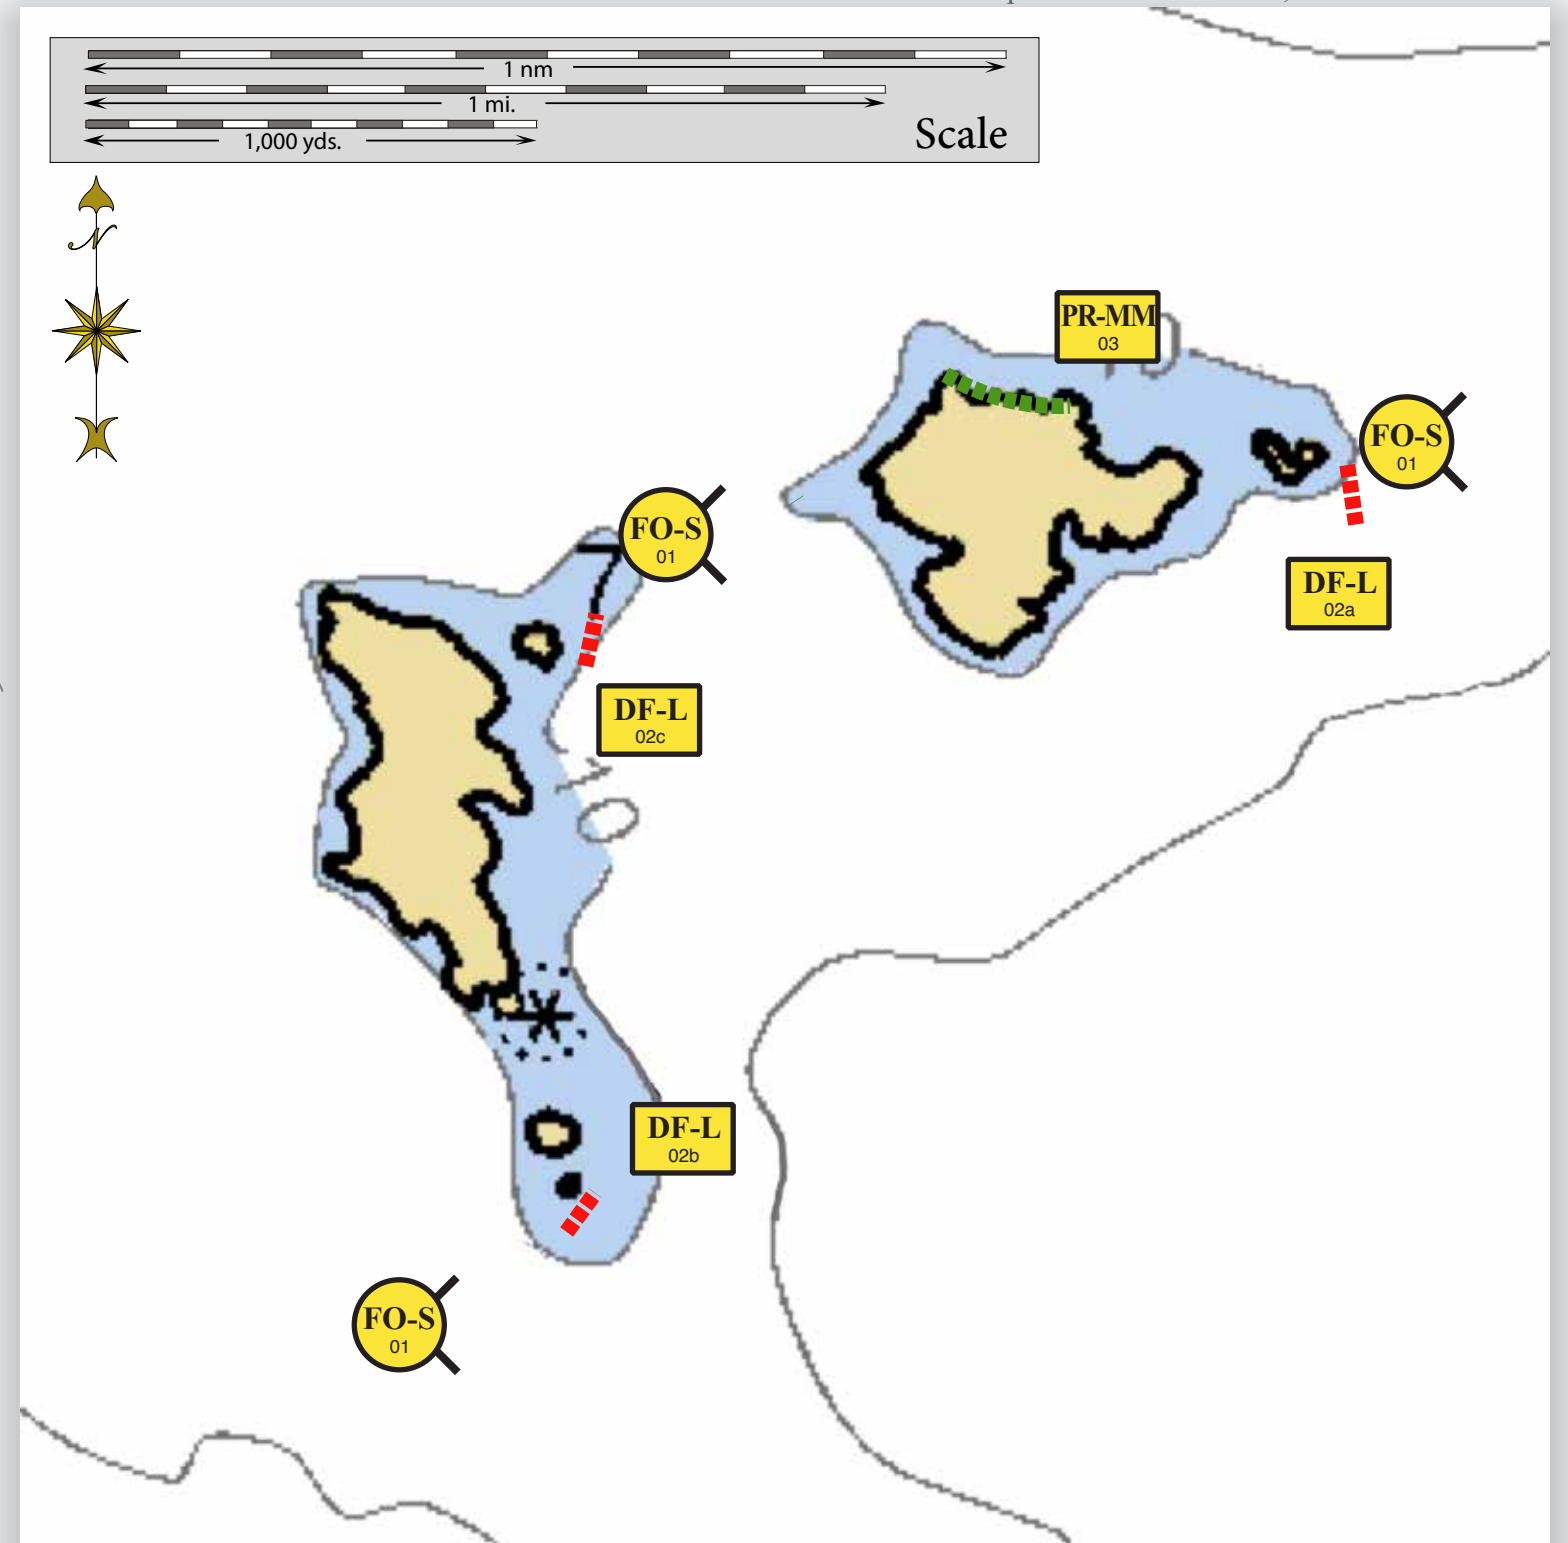 1 nm
1 mi.
1,000 yds.
Scale
N
PR-MM
03
FO-S
01
FO-S
01
DF-L
02a
DF-L
02c
DF-L
02b
FO-S
01